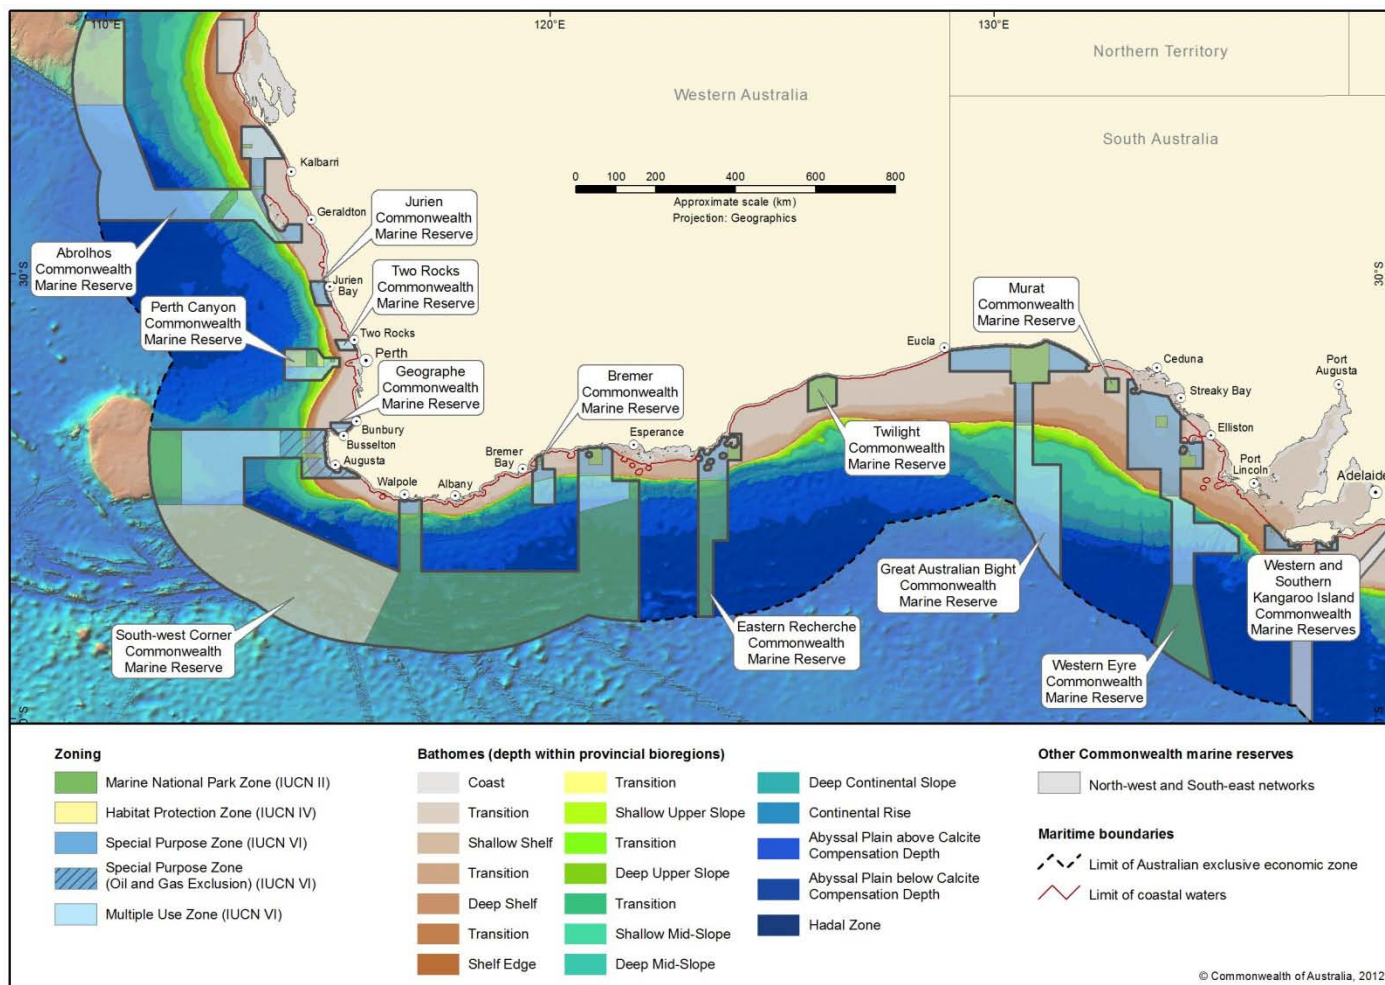 110°E
120°E
130°E
Northern Territory
Western Australia
South Australia
Kalbarri
0 100 200 400 600 800
Approximate scale (km)
Projection: Geographics
Jurien
Commonwealth
Marine Reserve
Geraldton
Abrolhos
Commonwealth
Marine Reserve
Two Rocks
Commonwealth
Marine Reserve
30°S
30°S
Jurien
Bay
Murat
Commonwealth
Marine Reserve
Perth Canyon
Commonwealth
Marine Reserve
Two Rocks
Eucla
Perth
Ceduna
Port
Augusta
Geographe
Commonwealth
Marine Reserve
Bremer
Commonwealth
Marine Reserve
Streaky Bay
Bunbury
Busselton
Esperance
Twilight
Commonwealth
Marine Reserve
Elliston
Augusta
Bremer
Bay
Port
Lincoln
Adelaide
Walpole
Albany
Great Australian Bight
Commonwealth
Marine Reserve
Western and
Southern
Kangaroo Island
Commonwealth
Marine Reserves
South-west Corner
Commonwealth
Marine Reserve
Eastern Recherche
Commonwealth
Marine Reserve
Western Eyre
Commonwealth
Marine Reserve
Zoning
Marine National Park Zone (IUCN II)
Habitat Protection Zone (IUCN IV)
Special Purpose Zone (IUCN VI)
Special Purpose Zone
(Oil and Gas Exclusion) (IUCN VI)
Multiple Use Zone (IUCN VI)
Bathomes (depth within provincial bioregions)
Coast
Transition
Shallow Shelf
Transition
Deep Shelf
Transition
Shelf Edge
Transition
Shallow Upper Slope
Transition
Deep Upper Slope
Transition
Shallow Mid-Slope
Deep Mid-Slope
Deep Continental Slope
Continental Rise
Abyssal Plain above Calcite
Compensation Depth
Abyssal Plain below Calcite
Compensation Depth
Hadal Zone
Other Commonwealth marine reserves
North-west and South-east networks
Maritime boundaries
Limit of Australian exclusive economic zone
Limit of coastal waters
© Commonwealth of Australia, 2012